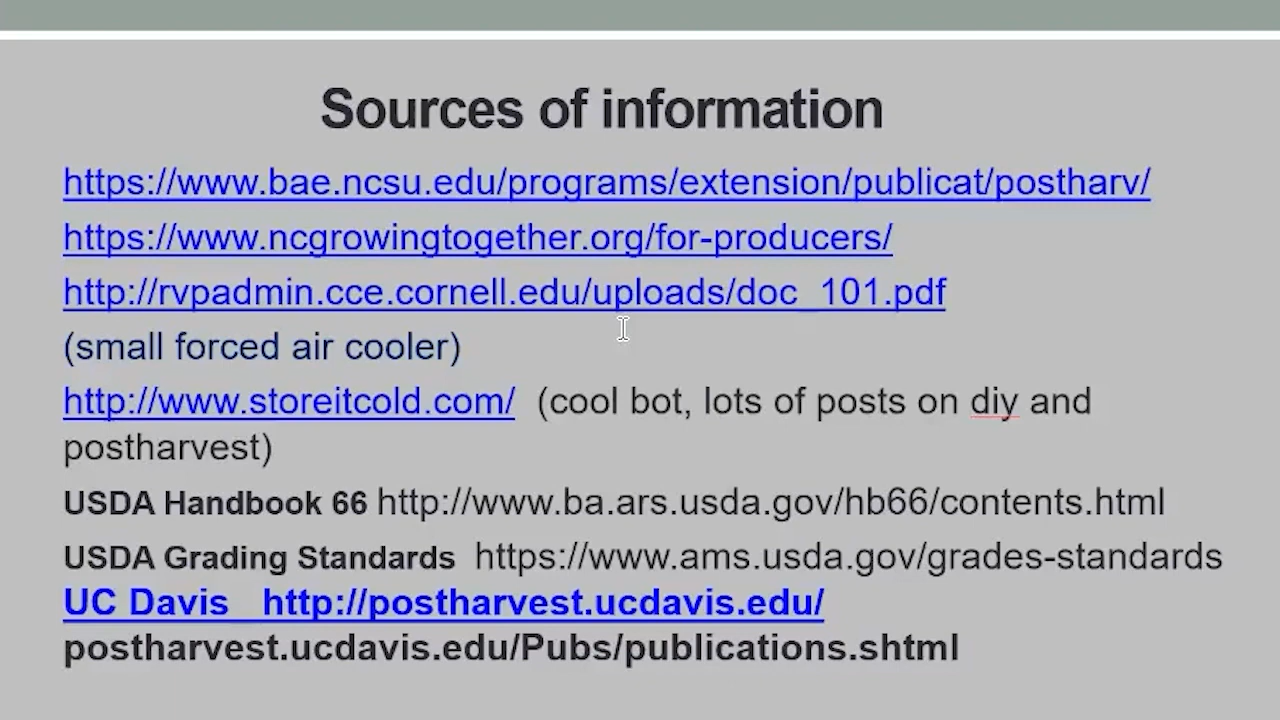 Sources of information
https://www.bae.ncsu.edu/programs/extension/publicat/postharv/
https://www.ncgrowingtogether.org/for-producers/
http://rvpadmin.cce.cornell.edu/uploads/doc_101.pdf
(small forced air cooler)
http://www.storeitcold.com/ (cool bot, lots of posts on diy and
postharvest)
USDA Handbook 66 http://www.ba.ars.usda.gov/hb66/contents.html
USDA Grading Standards https://www.ams.usda.gov/grades-standards
UC Davis http://postharvest.ucdavis.edu/
postharvest.ucdavis.edu/Pubs/publications.shtml